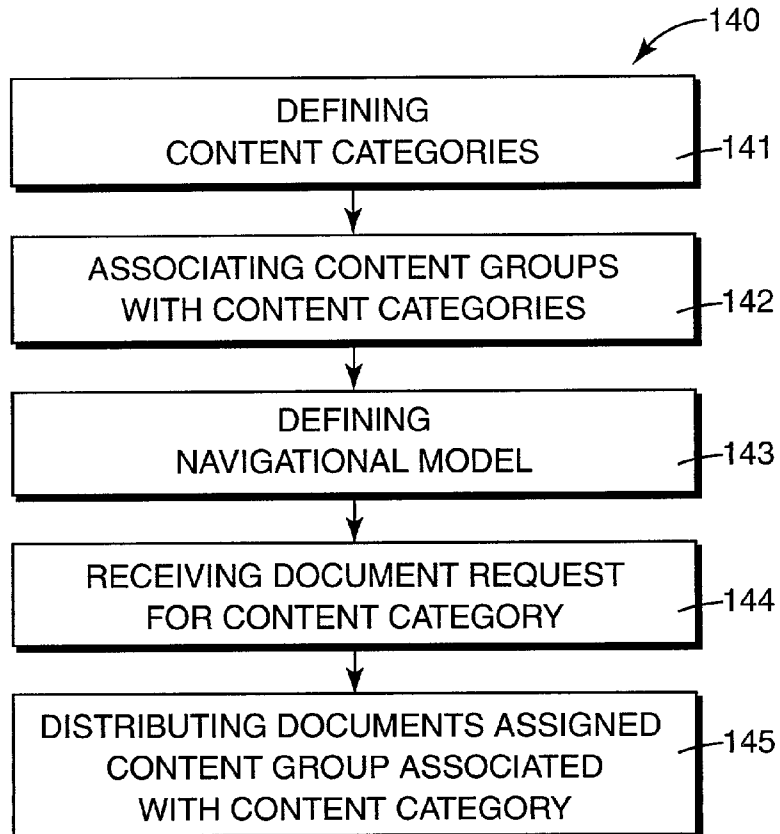 140
DEFINING
CONTENT CATEGORIES
141
ASSOCIATING CONTENT GROUPS
WITH CONTENT CATEGORIES
142
DEFINING
NAVIGATIONAL MODEL
143
RECEIVING DOCUMENT REQUEST
FOR CONTENT CATEGORY
144
DISTRIBUTING DOCUMENTS ASSIGNED
CONTENT GROUP ASSOCIATED
WITH CONTENT CATEGORY
145